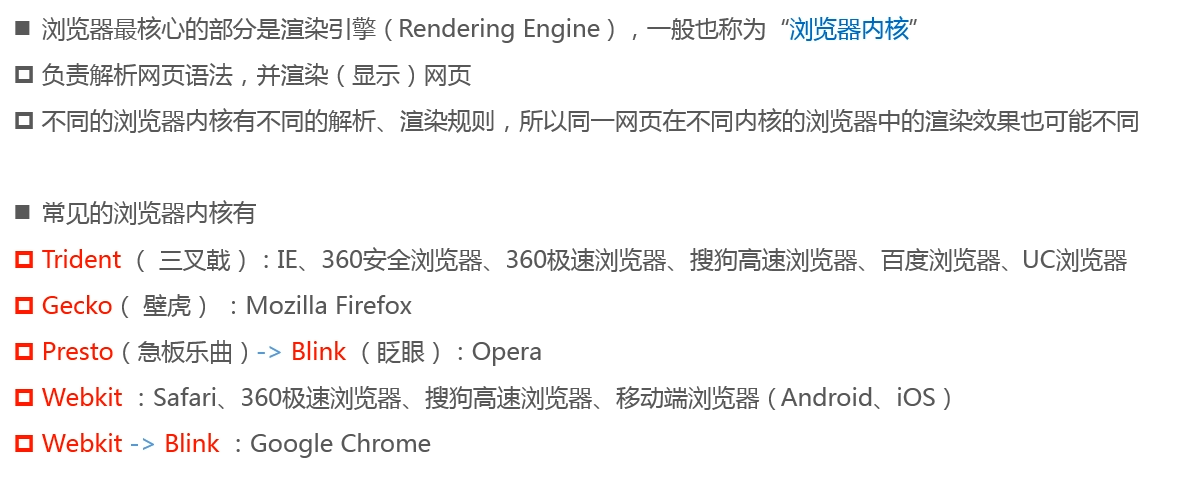 浏览器最核心的部分是渲染引擎（Rendering Engine），一般也称为“浏览器内核”
负责解析网页语法，并渲染（显示）网页
不同的浏览器内核有不同的解析、渲染规则，所以同一网页在不同内核的浏览器中的渲染效果也可能不同
常见的浏览器内核有
Trident （ 三叉戟）：IE、360安全浏览器、360极速浏览器、搜狗高速浏览器、百度浏览器、UC浏览器
Gecko（ 壁虎） ：Mozilla Firefox
Presto（急板乐曲）-> Blink （眨眼）：Opera
Webkit ：Safari、360极速浏览器、搜狗高速浏览器、移动端浏览器（Android、iOS）
Webkit -> Blink ：Google Chrome